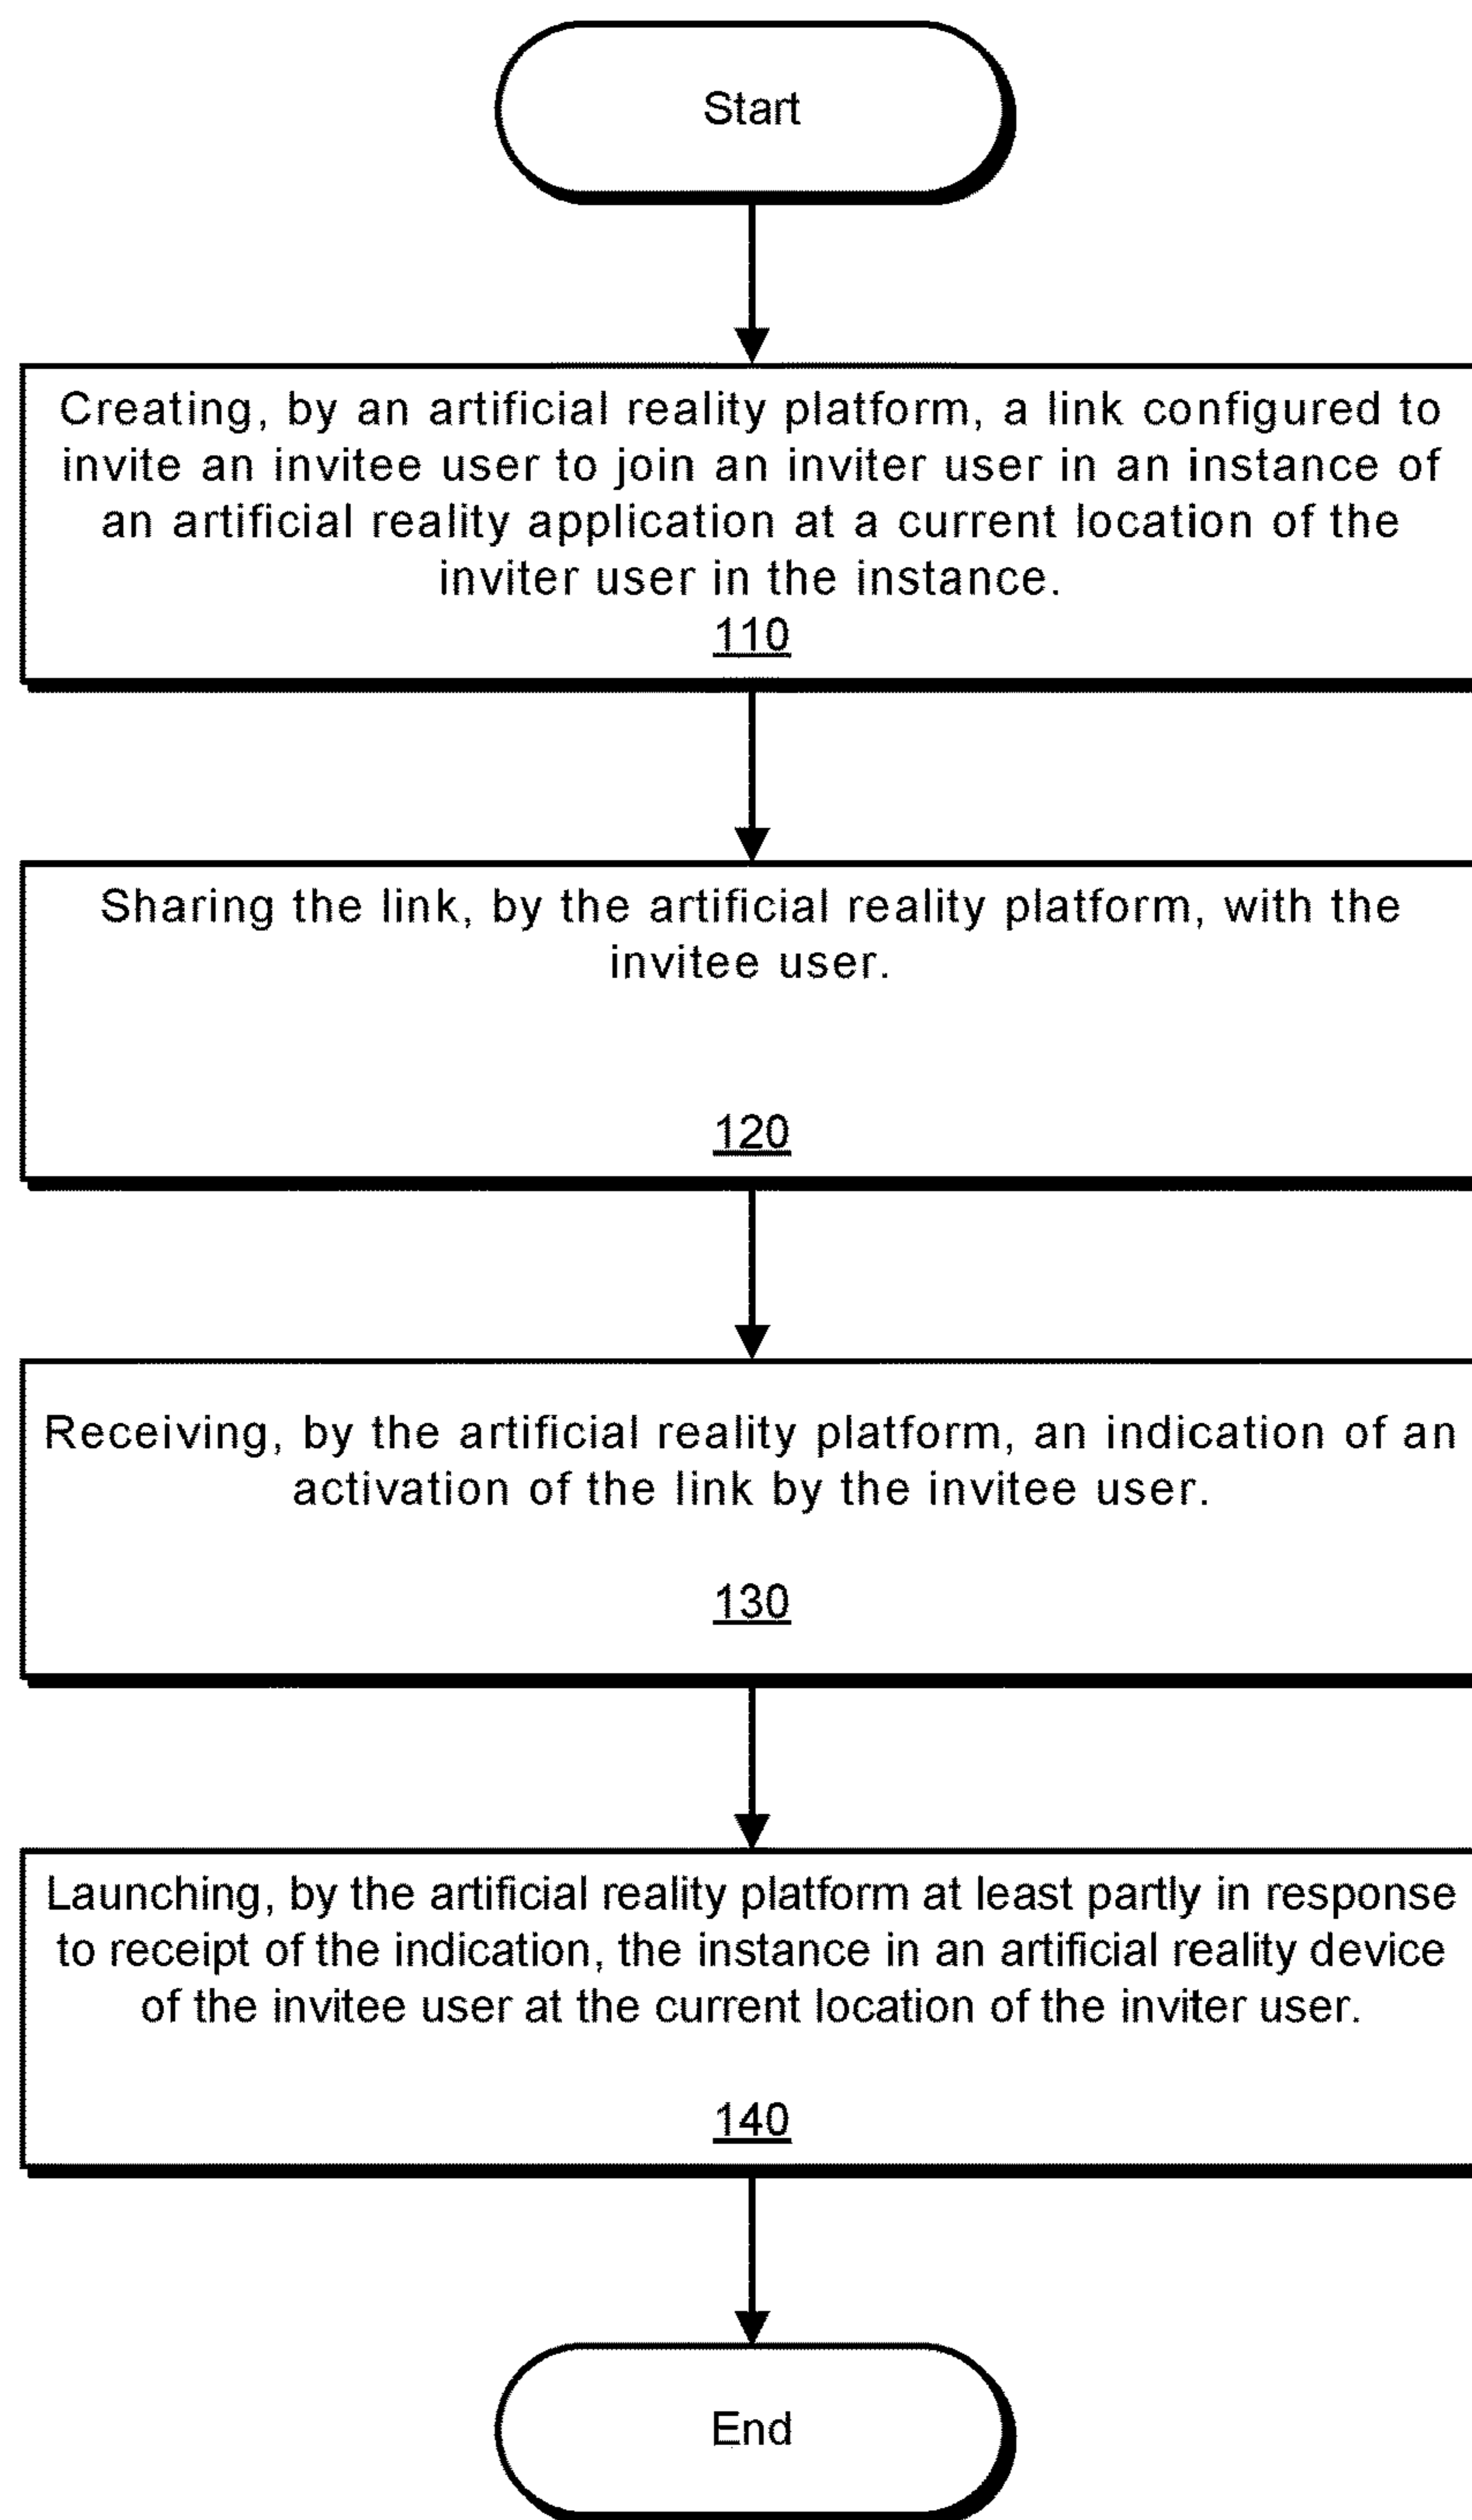 Start
Creating, by an artificial reality platform, a link configured to
invite an invitee user to join an inviter user in an instance of
an artificial reality application at a current location of the
inviter user in the instance.
110
Sharing the link, by the artificial reality platform, with the
invitee user.
120
Receiving, by the artificial reality platform, an indication of an
activation of the link by the invitee user.
130
Launching, by the artificial reality platform at least partly in response
to receipt of the indication, the instance in an artificial reality device
of the invitee user at the current location of the inviter user.
140
End